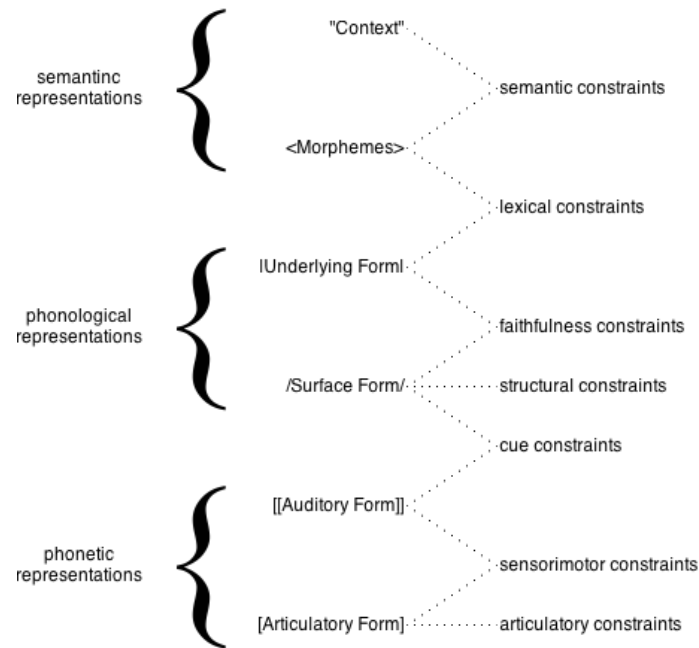 "Context"
semantinc
representations
semantic constraints
<Morphemes>
lexical constraints
|Underlying Form|
phonological
representations
faithfulness constraints
/Surface Form/
structural constraints
cue constraints
[[Auditory Form]]
phonetic
representations
sensorimotor constraints
[Articulatory Form]
articulatory constraints